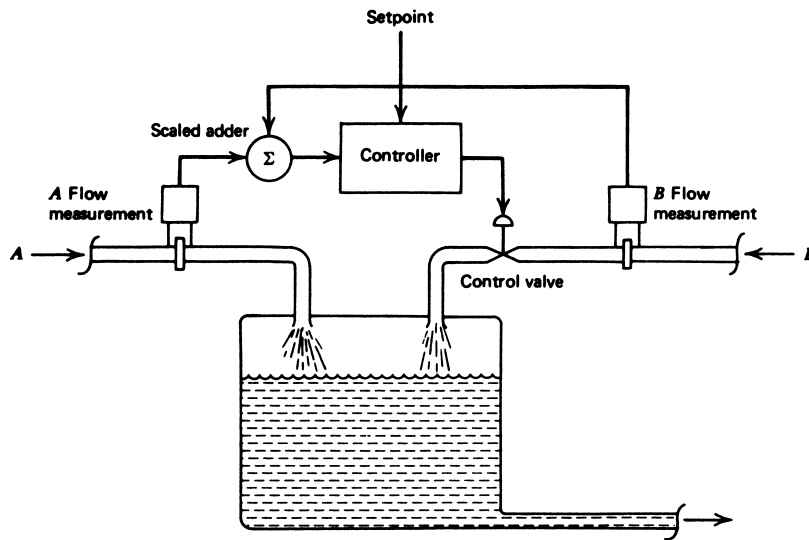 Setpoint
Scaled adder
Σ
Controller
A Flow
measurement
B Flow
measurement
A
Control valve